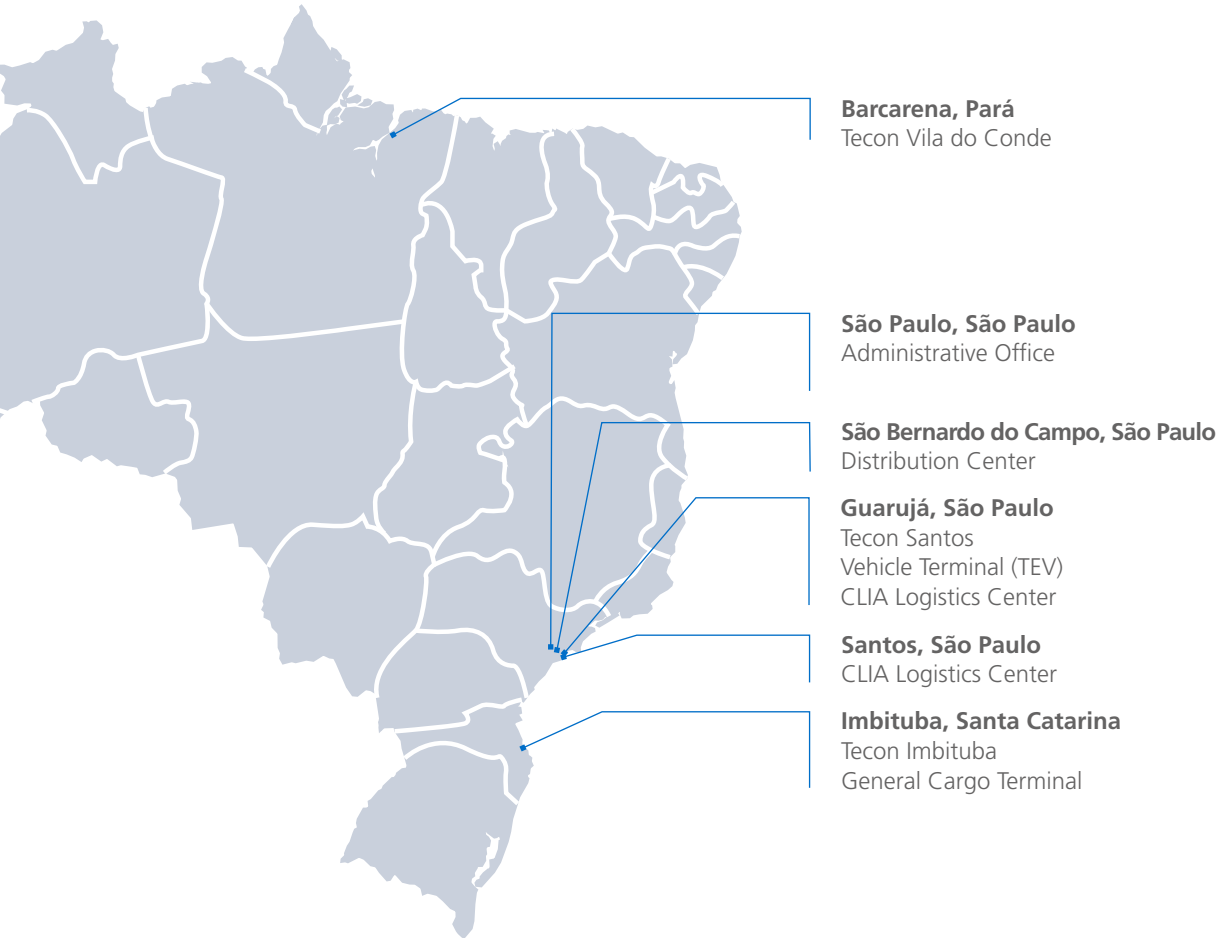 Barcarena, Pará
Tecon Vila do Conde
São Paulo, São Paulo
Administrative Office
São Bernardo do Campo, São Paulo
Distribution Center
Guarujá, São Paulo
Tecon Santos
Vehicle Terminal (TEV)
CLIA Logistics Center
Santos, São Paulo
CLIA Logistics Center
Imbituba, Santa Catarina
Tecon Imbituba
General Cargo Terminal